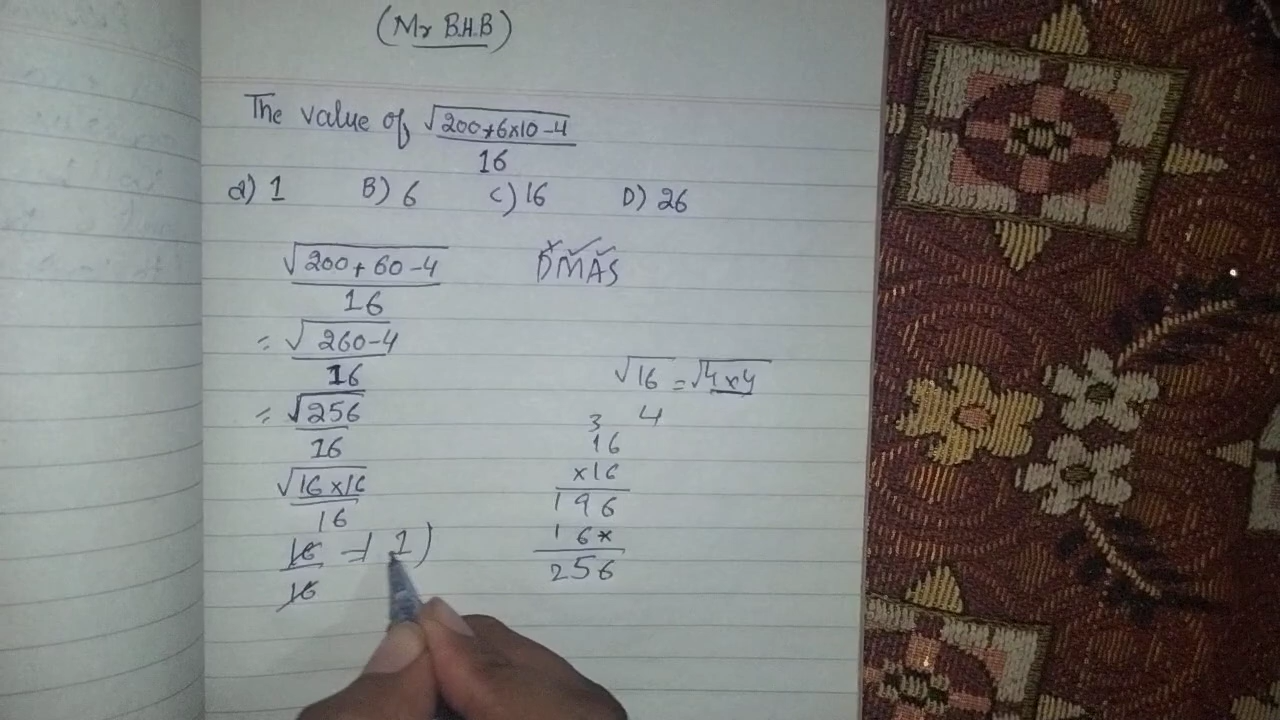 (Mr B.H.B)
The value of √200+6×10-4
16
a) 1 B) 6 C) 16 D) 26
√200+60-4
16
DMAS
= √260-4
16
= √256
16
√16×16
16
16 = 1)
16
√16 = √4×4
4
3
16
×16
196
16×
256